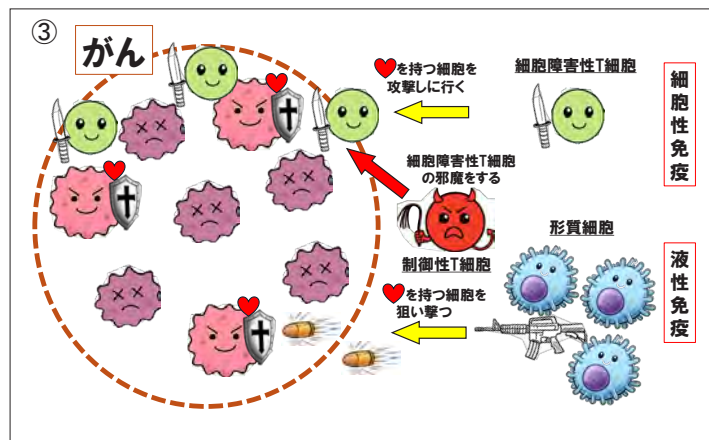 ③
がん
♥を持つ細胞を
攻撃しに行く
細胞障害性T細胞
細胞性免疫
細胞障害性T細胞
の邪魔をする
制御性T細胞
形質細胞
♥を持つ細胞を
狙い撃つ
液性免疫